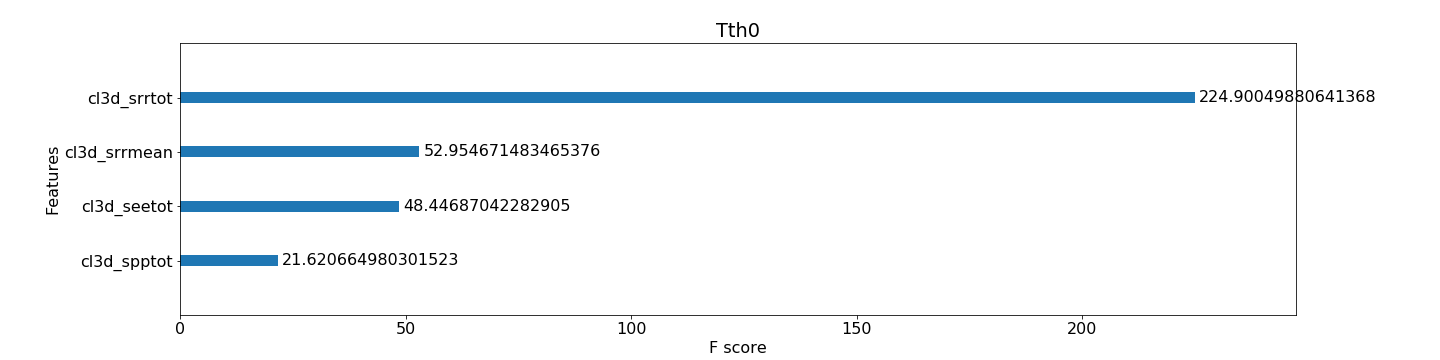 Tth0
cl3d_srrtot 224.90049880641368
cl3d_srrmean 52.954671483465376
Features
cl3d_seetot 48.44687042282905
cl3d_spptot 21.620664980301523
0 50 100 150 200
F score